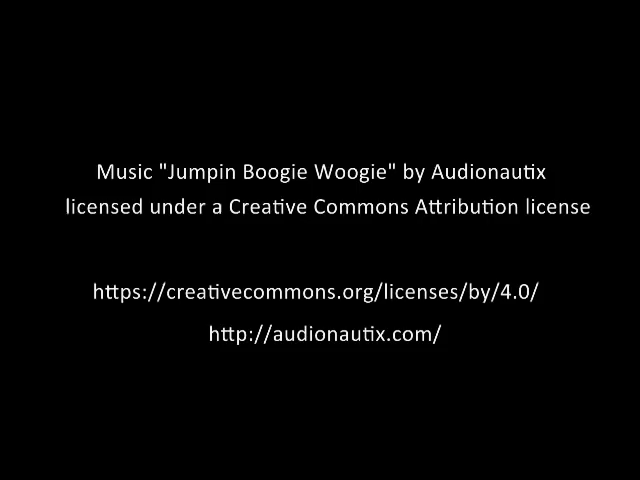 Music "Jumpin Boogie Woogie" by Audionautix
licensed under a Creative Commons Attribution license
https://creativecommons.org/licenses/by/4.0/
http://audionautix.com/